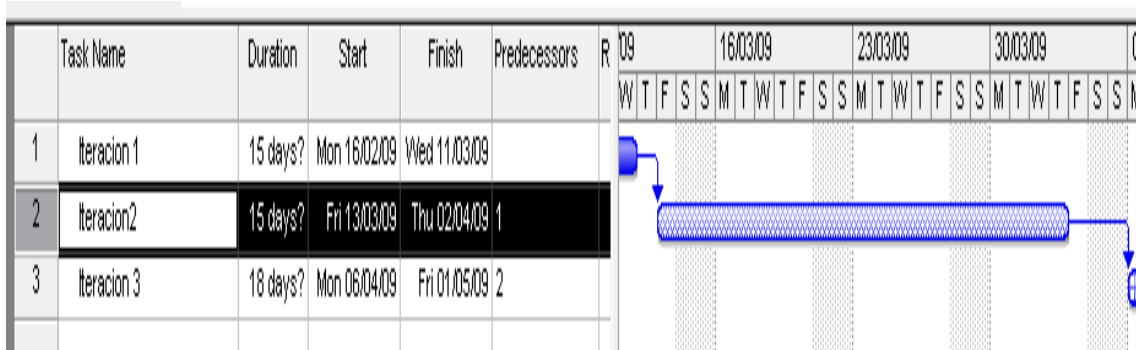 Task Name Duration Start Finish Predecessors R 09 16/03/09 23/03/09 30/03/09
W T F S S M T W T F S S M T W T F S S M T W T F S S M
1 Iteracion 1 15 days? Mon 16/02/09 Wed 11/03/09
2 Iteracion2 15 days? Fri 13/03/09 Thu 02/04/09 1
3 Iteracion 3 18 days? Mon 06/04/09 Fri 01/05/09 2